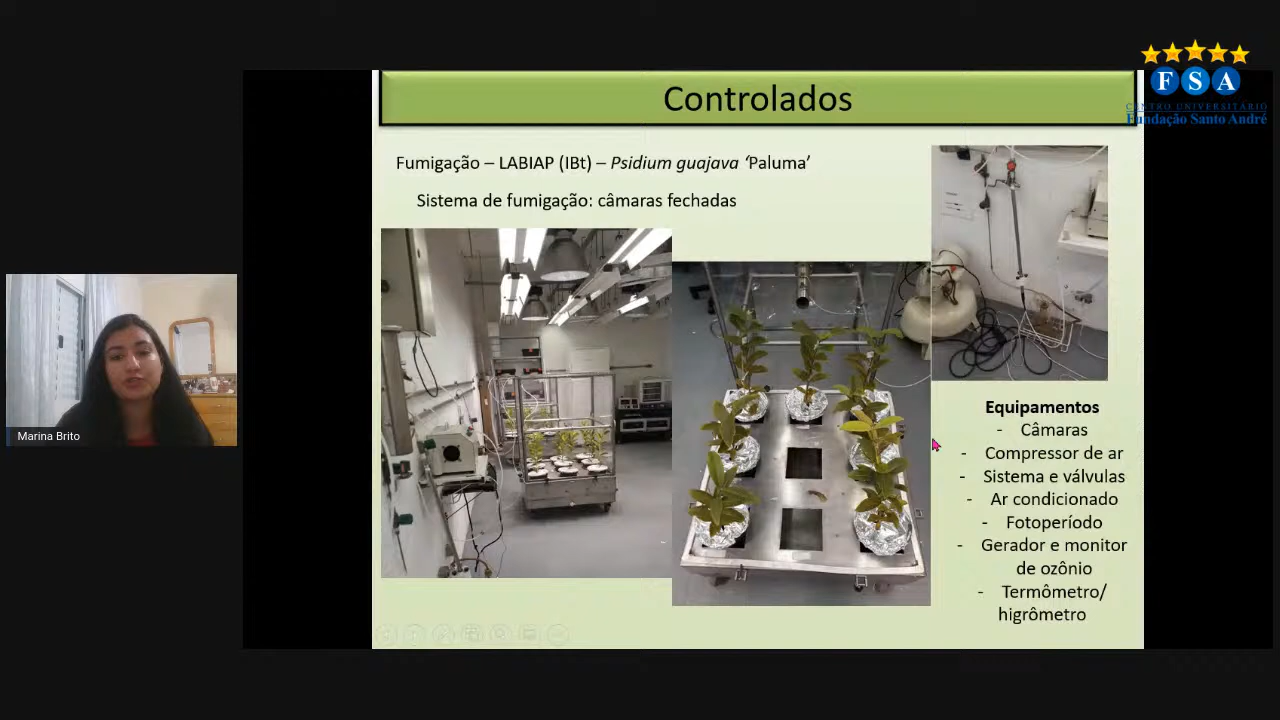 Controlados
F S A
CENTRO UNIVERSITÁRIO
Fundação Santo André
Fumigação – LABIAP (IBt) – Psidium guajava ‘Paluma’
Sistema de fumigação: câmaras fechadas
Marina Brito
Equipamentos
- Câmaras
- Compressor de ar
- Sistema e válvulas
- Ar condicionado
- Fotoperíodo
- Gerador e monitor
de ozônio
- Termômetro/
higrômetro